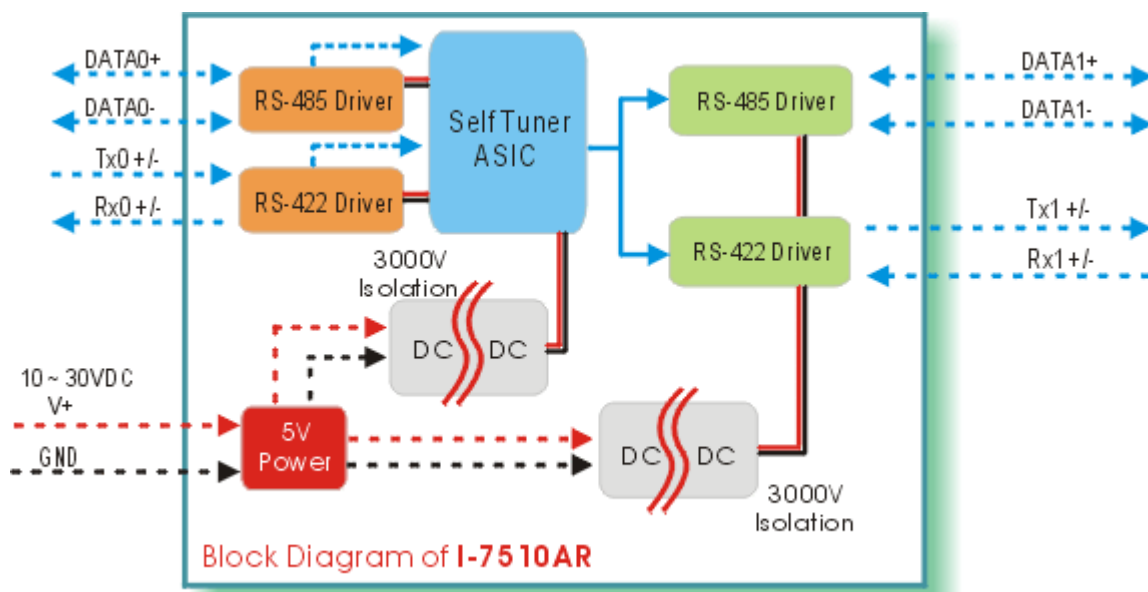 DATA0+
DATA0-
Tx0 +/-
Rx0 +/-
RS-485 Driver
RS-422 Driver
Self Tuner
ASIC
RS-485 Driver
RS-422 Driver
DATA1+
DATA1-
Tx1 +/-
Rx1 +/-
3000V
Isolation
DC DC
10 ~ 30VDC
V+
GND
5V
Power
DC DC
3000V
Isolation
Block Diagram of I-7510AR